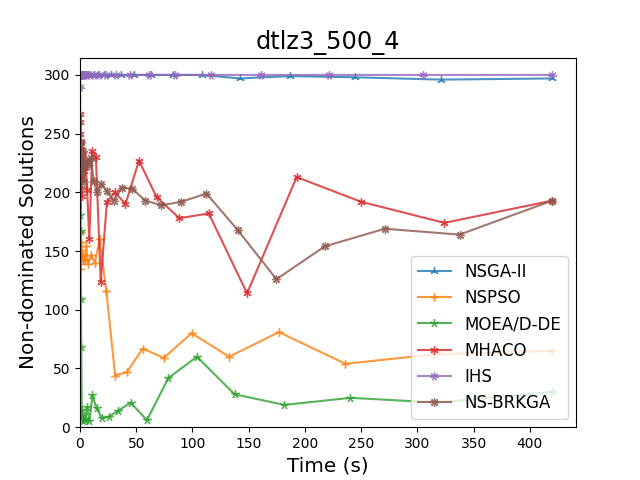 dtlz3_500_4
Non-dominated Solutions
300
250
200
150
100
50
0
NSGA-II
NSPSO
MOEA/D-DE
MHACO
IHS
NS-BRKGA
0 50 100 150 200 250 300 350 400
Time (s)